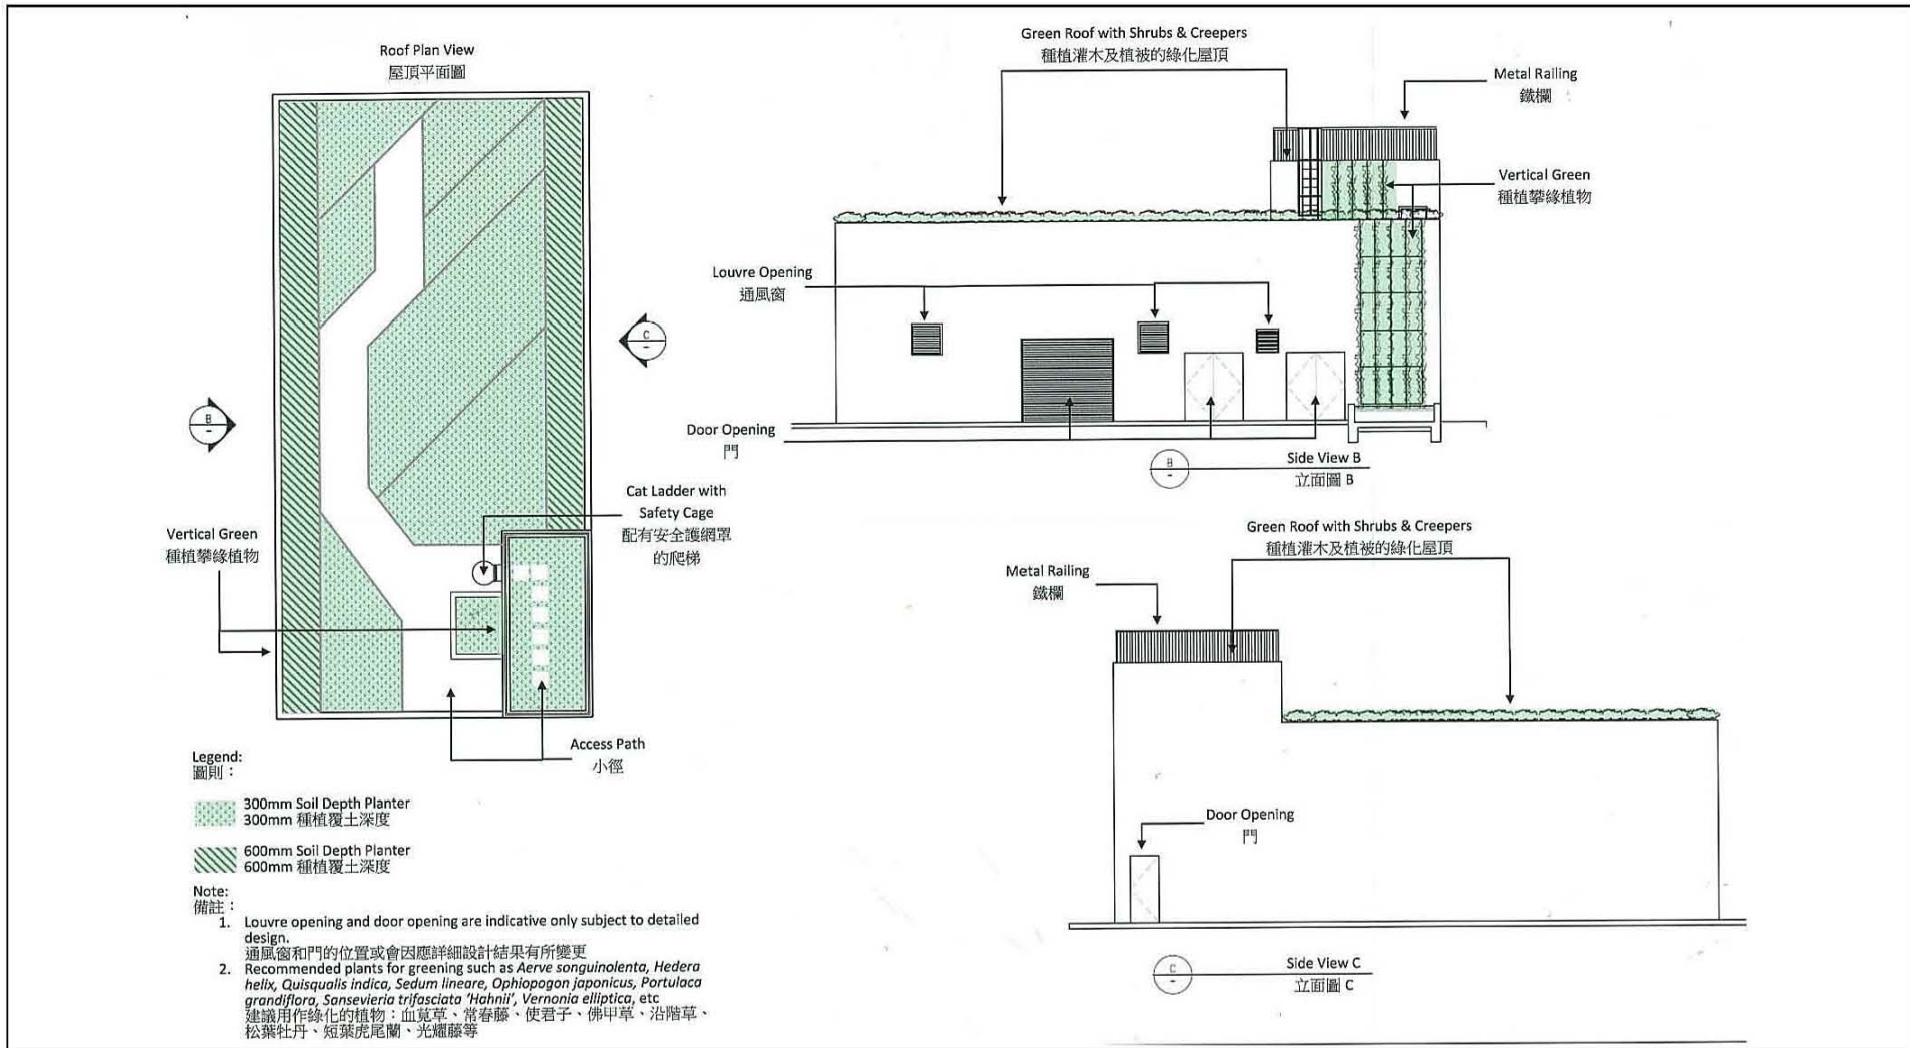 Roof Plan View
屋頂平面圖
B
–
C
–
Cat Ladder with
Safety Cage
配有安全護網罩
的爬梯
Vertical Green
種植攀緣植物
Access Path
小徑
Legend:
圖則：
300mm Soil Depth Planter
300mm 種植覆土深度
600mm Soil Depth Planter
600mm 種植覆土深度
Note:
備註：
1. Louvre opening and door opening are indicative only subject to detailed
design.
通風窗和門的位置或會因應詳細設計結果有所變更
2. Recommended plants for greening such as Aerve songuinolenta, Hedera
helix, Quisqualis indica, Sedum lineare, Ophiopogon japonicus, Portulaca
grandiflora, Sansevieria trifasciata 'Hahnii', Vernonia elliptica, etc
建議用作綠化的植物：血莧草、常春藤、使君子、佛甲草、沿階草、
松葉牡丹、短葉虎尾蘭、光耀藤等
Green Roof with Shrubs & Creepers
種植灌木及植被的綠化屋頂
Metal Railing
鐵欄
Vertical Green
種植攀緣植物
Louvre Opening
通風窗
Door Opening
門
B
–
Side View B
立面圖 B
Green Roof with Shrubs & Creepers
種植灌木及植被的綠化屋頂
Metal Railing
鐵欄
Door Opening
門
C
–
Side View C
立面圖 C